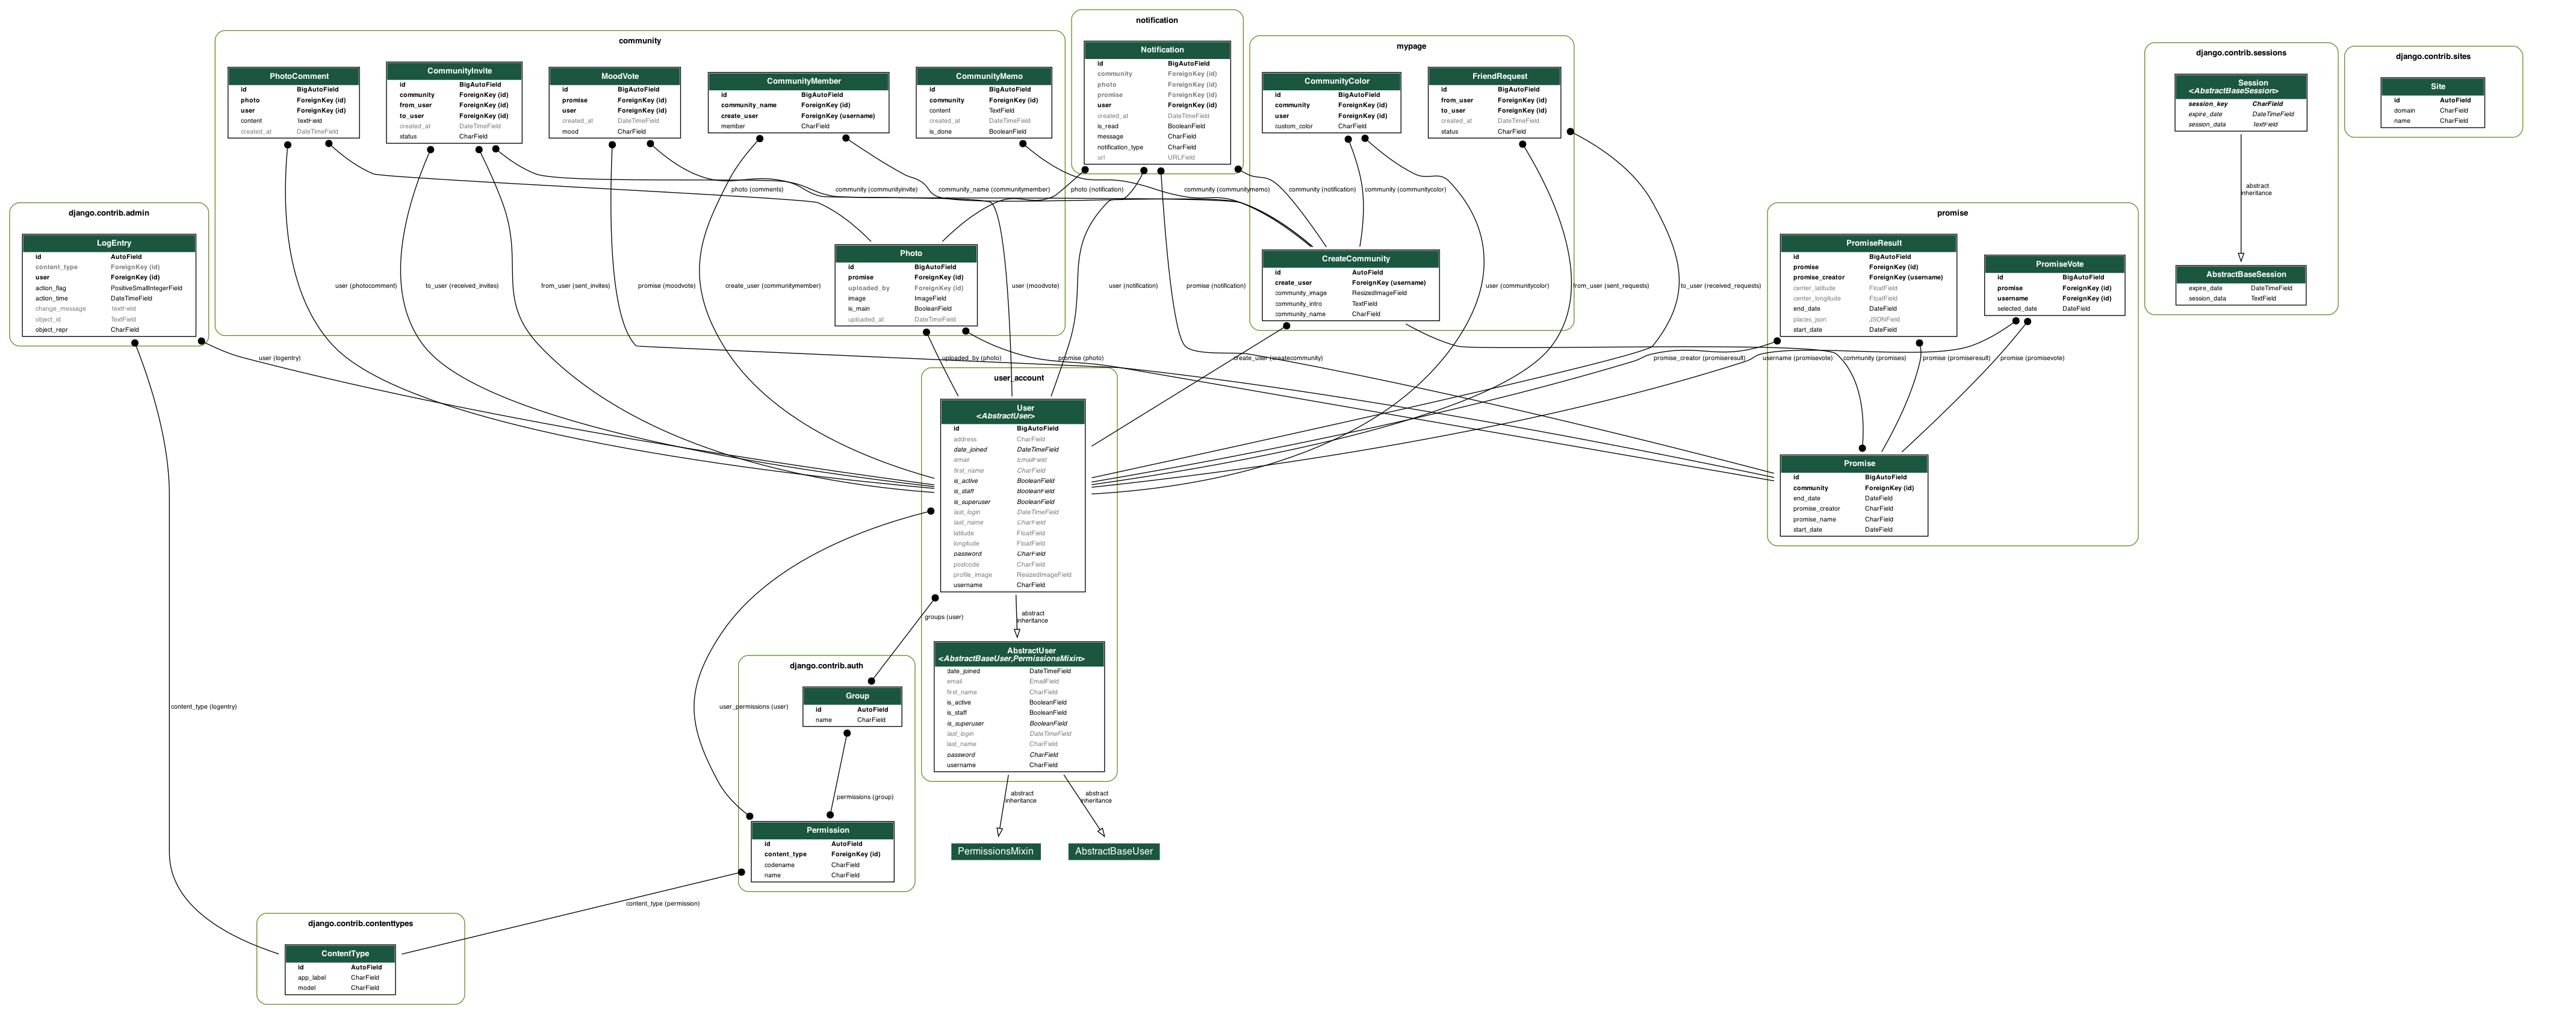 notification
Notification
id BigAutoField
community ForeignKey (id)
photo ForeignKey (id)
promise ForeignKey (id)
user ForeignKey (id)
created_at DateTimeField
is_read BooleanField
message CharField
notification_type CharField
url URLField
community
PhotoComment
id BigAutoField
photo ForeignKey (id)
user ForeignKey (id)
content TextField
created_at DateTimeField
CommunityInvite
id BigAutoField
community ForeignKey (id)
from_user ForeignKey (id)
to_user ForeignKey (id)
created_at DateTimeField
status CharField
MoodVote
id BigAutoField
promise ForeignKey (id)
user ForeignKey (id)
created_at DateTimeField
mood CharField
CommunityMember
id BigAutoField
community_name ForeignKey (id)
create_user ForeignKey (username)
member CharField
CommunityMemo
id BigAutoField
community ForeignKey (id)
content TextField
created_at DateTimeField
is_done BooleanField
Photo
id BigAutoField
promise ForeignKey (id)
uploaded_by ForeignKey (id)
image ImageField
is_main BooleanField
uploaded_at DateTimeField
mypage
CommunityColor
id BigAutoField
community ForeignKey (id)
user ForeignKey (id)
custom_color CharField
FriendRequest
id BigAutoField
from_user ForeignKey (id)
to_user ForeignKey (id)
created_at DateTimeField
status CharField
CreateCommunity
id AutoField
create_user ForeignKey (username)
community_image ResizedImageField
community_intro TextField
community_name CharField
django.contrib.sessions
Session
<AbstractBaseSession>
session_key CharField
expire_date DateTimeField
session_data TextField
abstract
inheritance
AbstractBaseSession
expire_date DateTimeField
session_data TextField
django.contrib.sites
Site
id AutoField
domain CharField
name CharField
photo (comments)
community (communityinvite)
community_name (communitymember)
photo (notification)
community (communitymemo)
community (notification)
community (communitycolor)
django.contrib.admin
LogEntry
id AutoField
content_type ForeignKey (id)
user ForeignKey (id)
action_flag PositiveSmallIntegerField
action_time DateTimeField
change_message TextField
object_id TextField
object_repr CharField
promise
PromiseResult
id BigAutoField
promise ForeignKey (id)
promise_creator ForeignKey (username)
center_latitude FloatField
center_longitude FloatField
end_date DateField
places_json JSONField
start_date DateField
PromiseVote
id BigAutoField
promise ForeignKey (id)
username ForeignKey (id)
selected_date DateField
user (photocomment)
to_user (received_invites)
from_user (sent_invites)
promise (moodvote)
create_user (communitymember)
user (moodvote)
user (notification)
promise (notification)
user (communitycolor)
from_user (sent_requests)
to_user (received_requests)
user (logentry)
uploaded_by (photo)
promise (photo)
create_user (createcommunity)
promise_creator (promiseresult)
username (promisevote)
community (promises)
promise (promiseresult)
promise (promisevote)
user_account
User
<AbstractUser>
id BigAutoField
address CharField
date_joined DateTimeField
email EmailField
first_name CharField
is_active BooleanField
is_staff BooleanField
is_superuser BooleanField
last_login DateTimeField
last_name CharField
latitude FloatField
longitude FloatField
password CharField
postcode CharField
profile_image ResizedImageField
username CharField
Promise
id BigAutoField
community ForeignKey (id)
end_date DateField
promise_creator CharField
promise_name CharField
start_date DateField
groups (user)
abstract
inheritance
AbstractUser
<AbstractBaseUser,PermissionsMixin>
date_joined DateTimeField
email EmailField
first_name CharField
is_active BooleanField
is_staff BooleanField
is_superuser BooleanField
last_login DateTimeField
last_name CharField
password CharField
username CharField
django.contrib.auth
Group
id AutoField
name CharField
content_type (logentry)
user_permissions (user)
permissions (group)
abstract
inheritance
abstract
inheritance
Permission
id AutoField
content_type ForeignKey (id)
codename CharField
name CharField
PermissionsMixin
AbstractBaseUser
content_type (permission)
django.contrib.contenttypes
ContentType
id AutoField
app_label CharField
model CharField